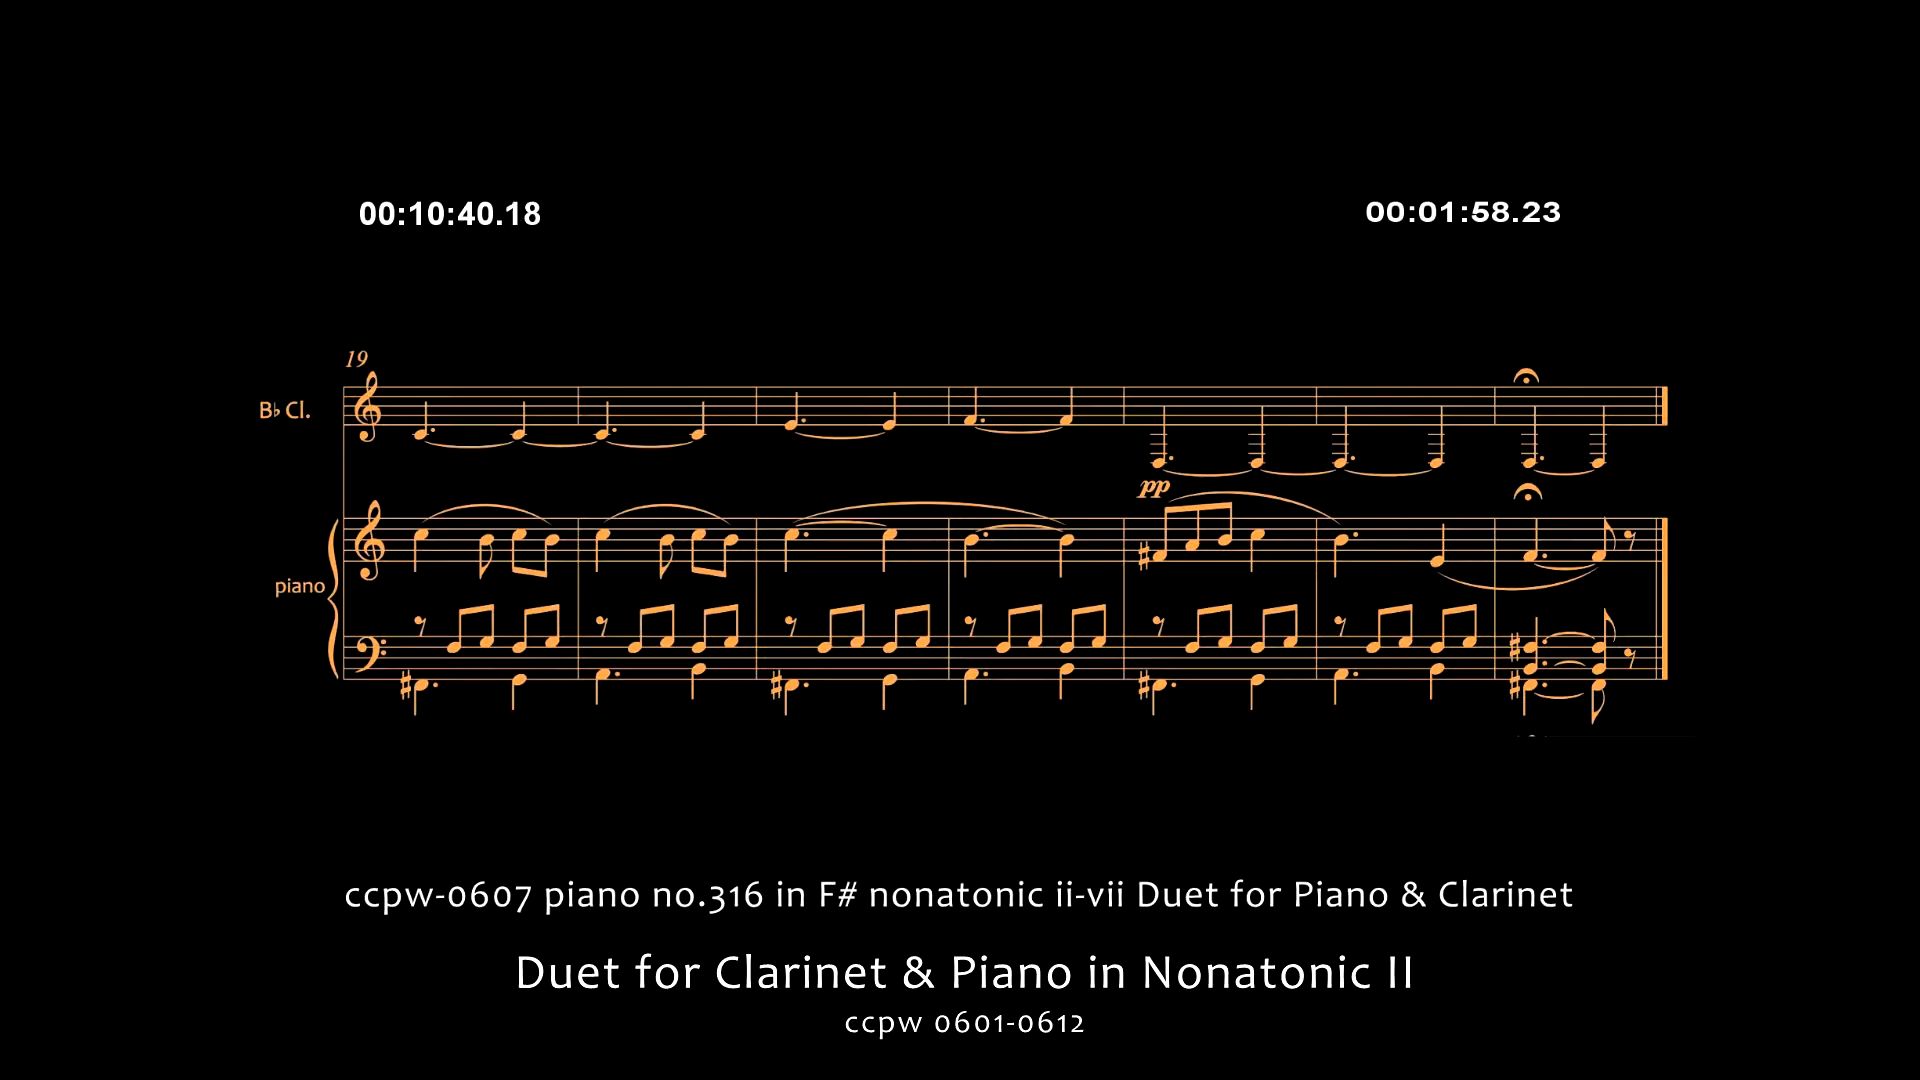 00:10:40.18 00:01:58.23
19
B♭ Cl.
pp
piano
ccpw-0607 piano no.316 in F# nonatonic ii-vii Duet for Piano & Clarinet
Duet for Clarinet & Piano in Nonatonic II
ccpw 0601-0612